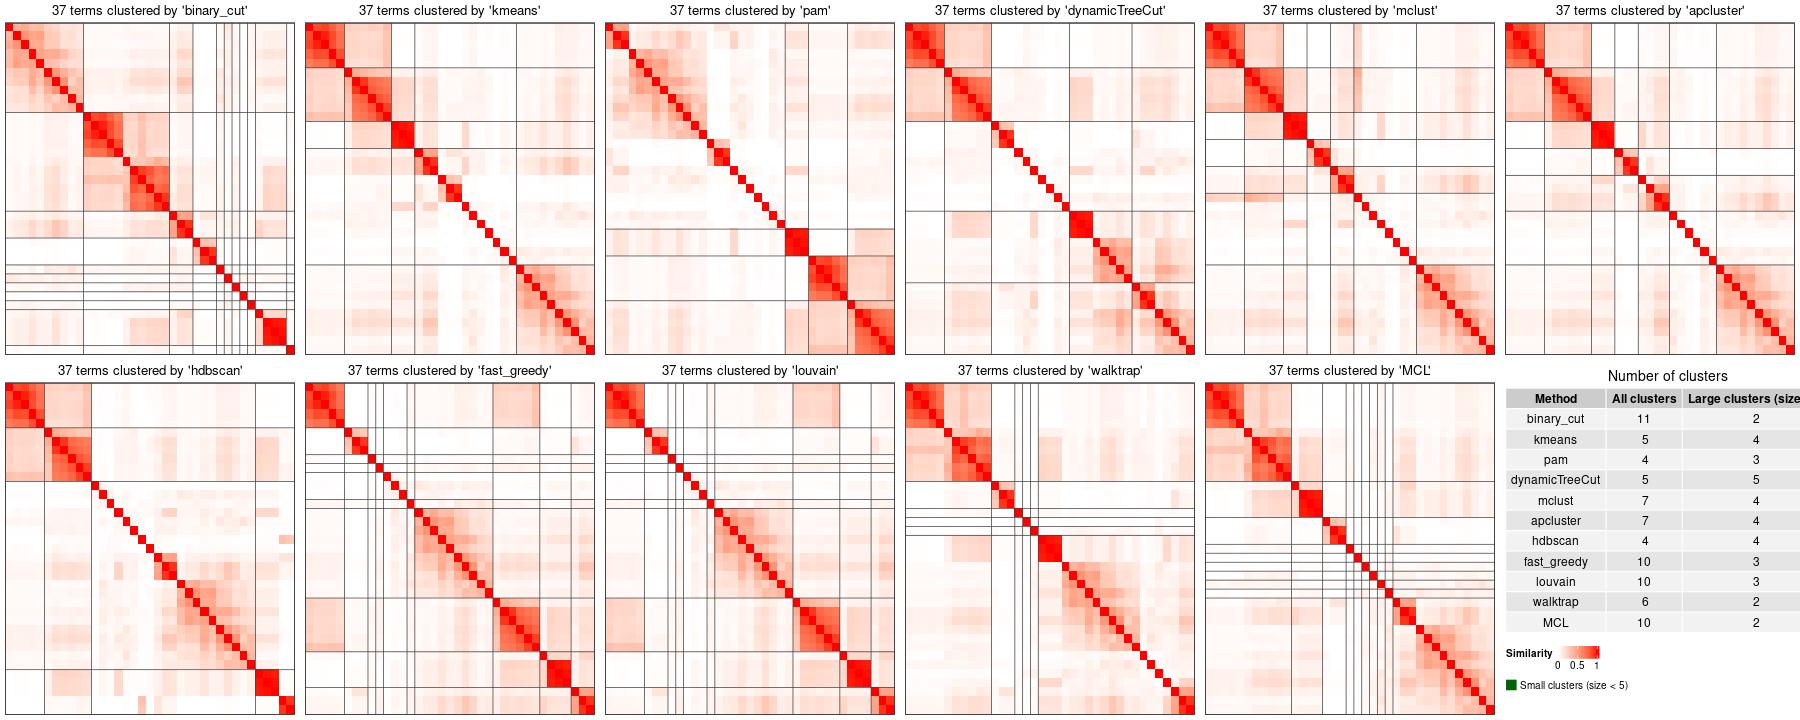 37 terms clustered by 'binary_cut'
37 terms clustered by 'kmeans'
37 terms clustered by 'pam'
37 terms clustered by 'dynamicTreeCut'
37 terms clustered by 'mclust'
37 terms clustered by 'apcluster'
37 terms clustered by 'hdbscan'
37 terms clustered by 'fast_greedy'
37 terms clustered by 'louvain'
37 terms clustered by 'walktrap'
37 terms clustered by 'MCL'
Number of clusters
Method All clusters Large clusters (size
binary_cut 11 2
kmeans 5 4
pam 4 3
dynamicTreeCut 5 5
mclust 7 4
apcluster 7 4
hdbscan 4 4
fast_greedy 10 3
louvain 10 3
walktrap 6 2
MCL 10 2
Similarity
0 0.5 1
Small clusters (size < 5)